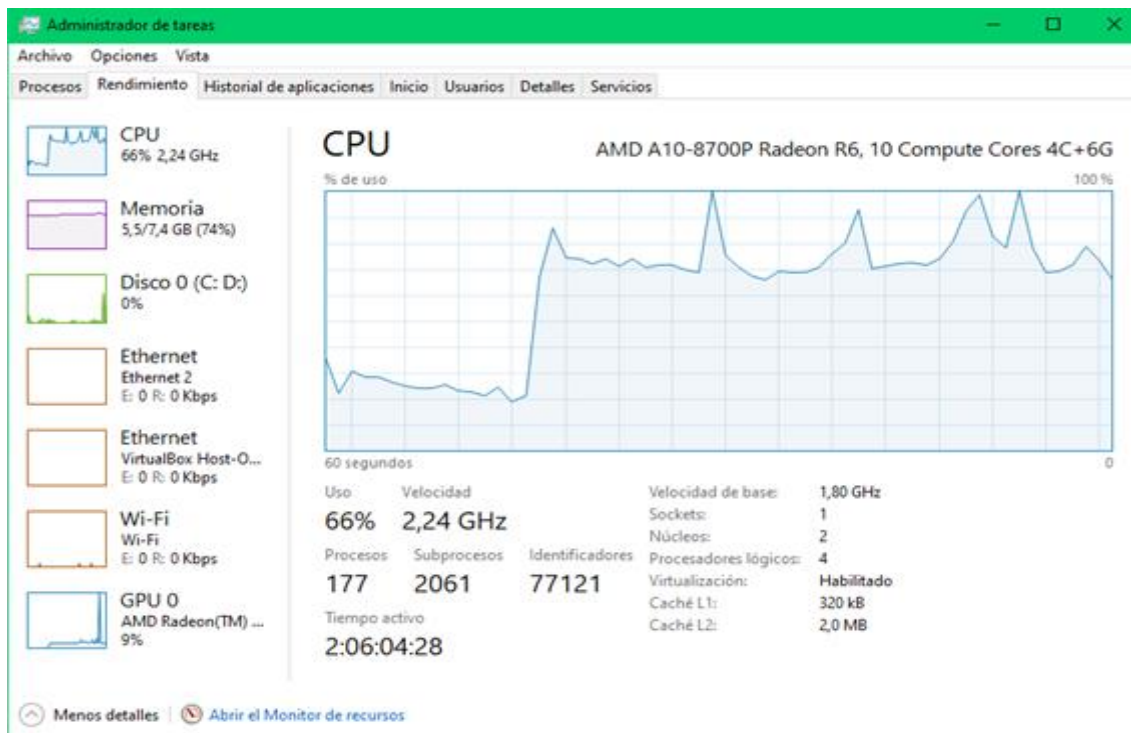 Administrador de tareas
Archivo Opciones Vista
Procesos Rendimiento Historial de aplicaciones Inicio Usuarios Detalles Servicios
CPU
66% 2,24 GHz
Memoria
5,5/7,4 GB (74%)
Disco 0 (C: D:)
0%
Ethernet
Ethernet 2
E: 0 R: 0 Kbps
Ethernet
VirtualBox Host-O...
E: 0 R: 0 Kbps
Wi-Fi
Wi-Fi
E: 0 R: 0 Kbps
GPU 0
AMD Radeon(TM) ...
9%
CPU AMD A10-8700P Radeon R6, 10 Compute Cores 4C+6G
% de uso 100 %
60 segundos 0
Uso Velocidad
66% 2,24 GHz
Procesos Subprocesos Identificadores
177 2061 77121
Tiempo activo
2:06:04:28
Velocidad de base: 1,80 GHz
Sockets: 1
Núcleos: 2
Procesadores lógicos: 4
Virtualización: Habilitado
Caché L1: 320 kB
Caché L2: 2,0 MB
Menos detalles Abrir el Monitor de recursos